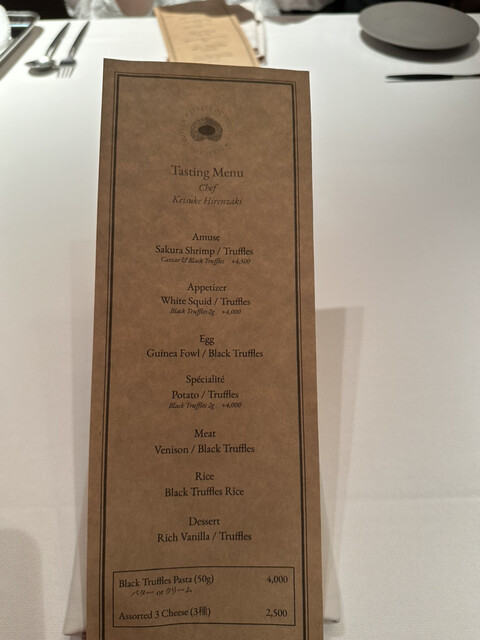 Tasting Menu
Chef
Keisuke Hirenzaki
Amuse
Sakura Shrimp / Truffles
Caviar & Black Truffles +4,500
Appetizer
White Squid / Truffles
Black Truffles 2g +4,000
Egg
Guinea Fowl / Black Truffles
Spécialité
Potato / Truffles
Black Truffles 2g +4,000
Meat
Venison / Black Truffles
Rice
Black Truffles Rice
Dessert
Rich Vanilla / Truffles
Black Truffles Pasta (50g) 4,000
バター or クリーム
Assorted 3 Cheese (3種) 2,500